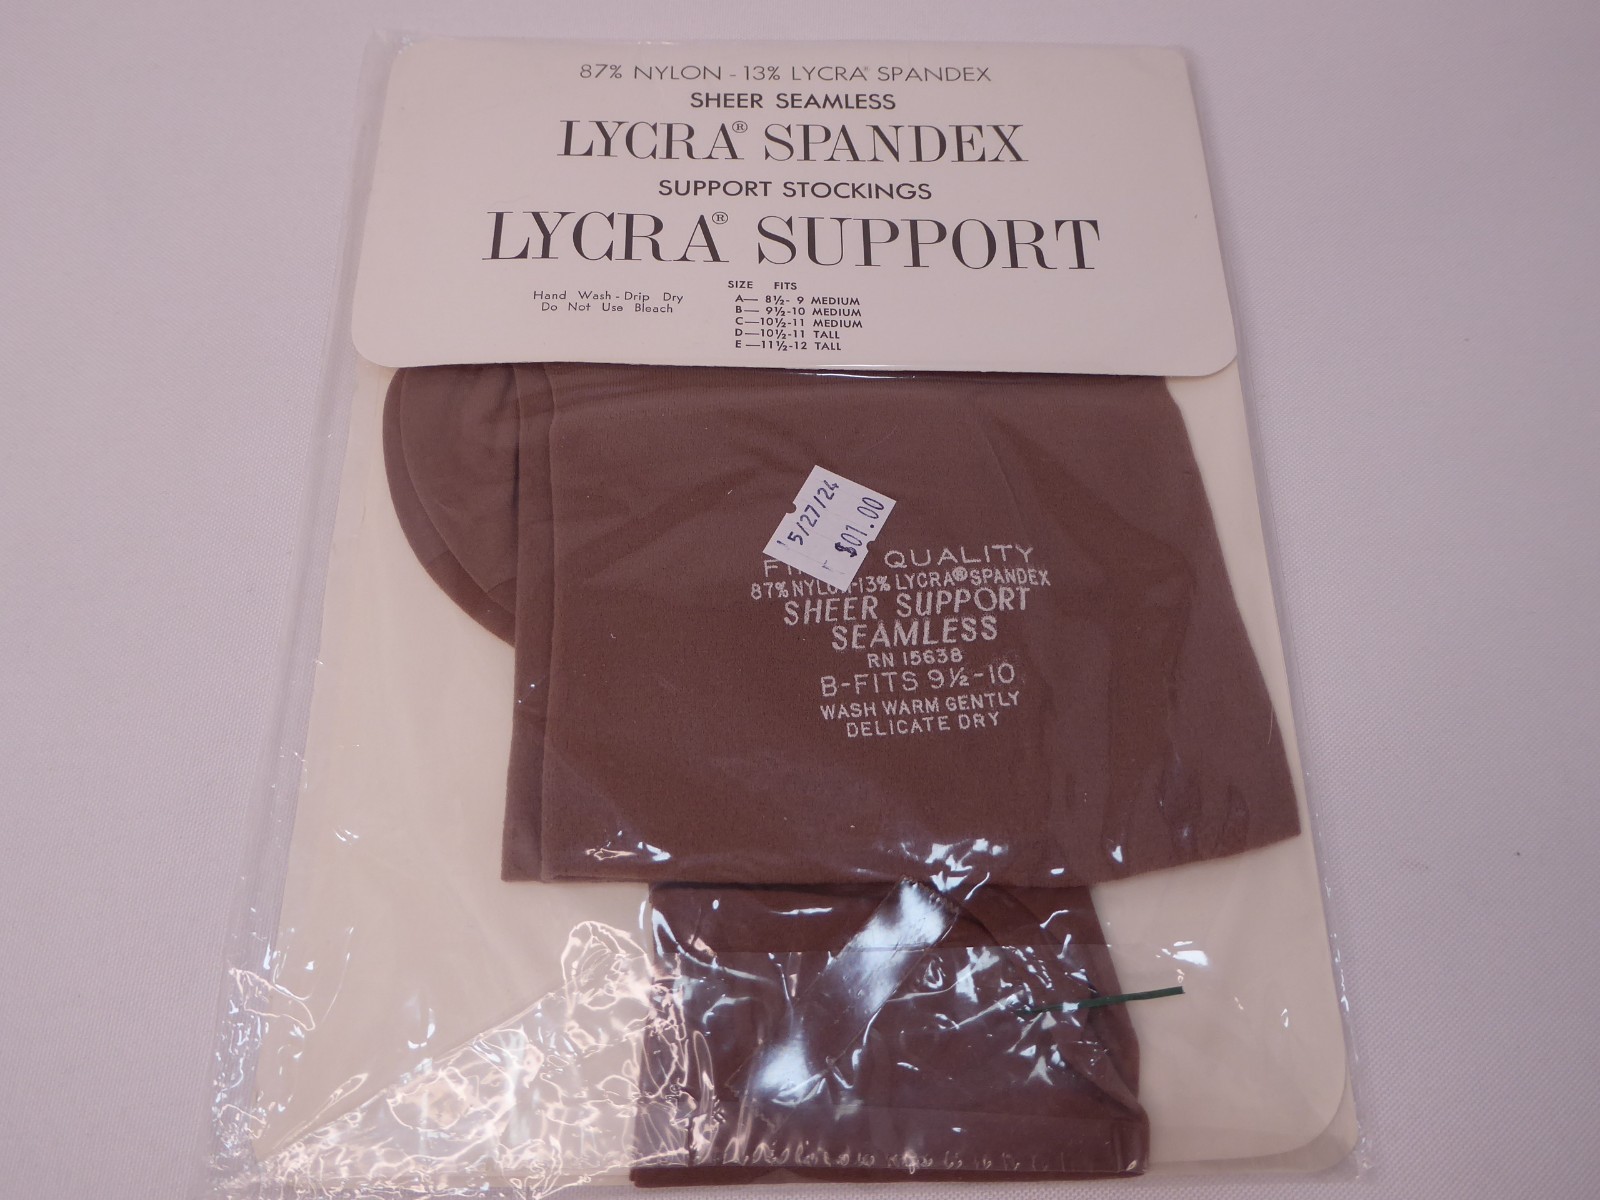 87% NYLON - 13% LYCRA® SPANDEX
SHEER SEAMLESS
LYCRA® SPANDEX
SUPPORT STOCKINGS
LYCRA® SUPPORT
Hand Wash - Drip Dry
Do Not Use Bleach
SIZE FITS
A— 8½- 9 MEDIUM
B— 9½-10 MEDIUM
C—10½-11 MEDIUM
D—10½-11 TALL
E—11½-12 TALL
5/27/24
$01.00
QUALITY
87% NYLON-13% LYCRA® SPANDEX
SHEER SUPPORT
SEAMLESS
RN 15638
B-FITS 9½-10
WASH WARM GENTLY
DELICATE DRY